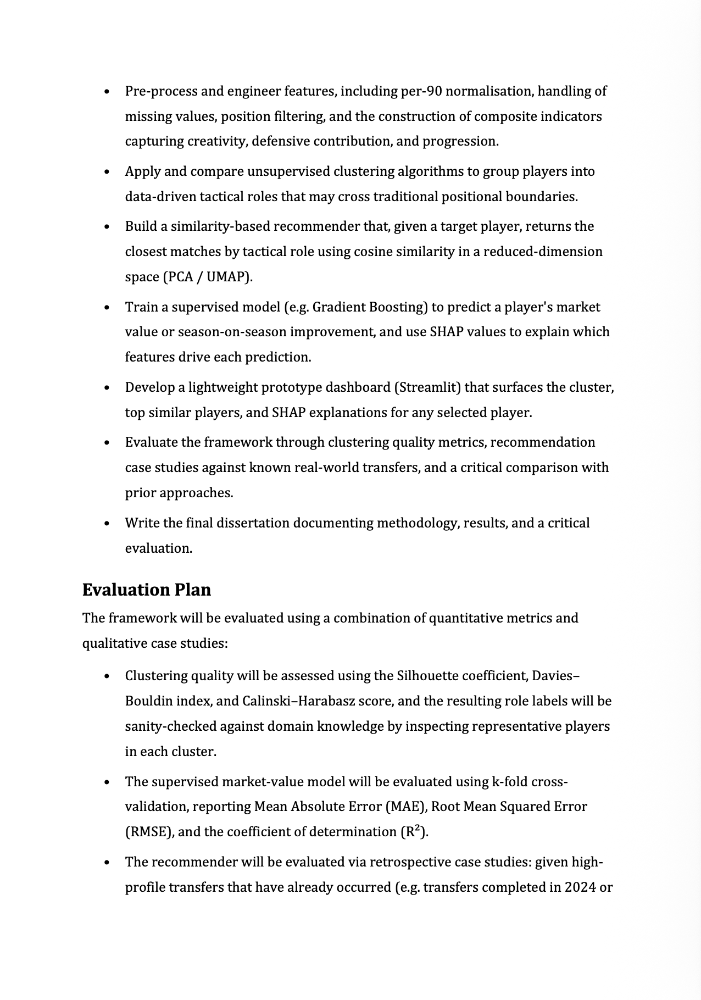 • Pre-process and engineer features, including per-90 normalisation, handling of
missing values, position filtering, and the construction of composite indicators
capturing creativity, defensive contribution, and progression.
• Apply and compare unsupervised clustering algorithms to group players into
data-driven tactical roles that may cross traditional positional boundaries.
• Build a similarity-based recommender that, given a target player, returns the
closest matches by tactical role using cosine similarity in a reduced-dimension
space (PCA / UMAP).
• Train a supervised model (e.g. Gradient Boosting) to predict a player's market
value or season-on-season improvement, and use SHAP values to explain which
features drive each prediction.
• Develop a lightweight prototype dashboard (Streamlit) that surfaces the cluster,
top similar players, and SHAP explanations for any selected player.
• Evaluate the framework through clustering quality metrics, recommendation
case studies against known real-world transfers, and a critical comparison with
prior approaches.
• Write the final dissertation documenting methodology, results, and a critical
evaluation.
Evaluation Plan
The framework will be evaluated using a combination of quantitative metrics and
qualitative case studies:
• Clustering quality will be assessed using the Silhouette coefficient, Davies–
Bouldin index, and Calinski–Harabasz score, and the resulting role labels will be
sanity-checked against domain knowledge by inspecting representative players
in each cluster.
• The supervised market-value model will be evaluated using k-fold cross-
validation, reporting Mean Absolute Error (MAE), Root Mean Squared Error
(RMSE), and the coefficient of determination (R²).
• The recommender will be evaluated via retrospective case studies: given high-
profile transfers that have already occurred (e.g. transfers completed in 2024 or